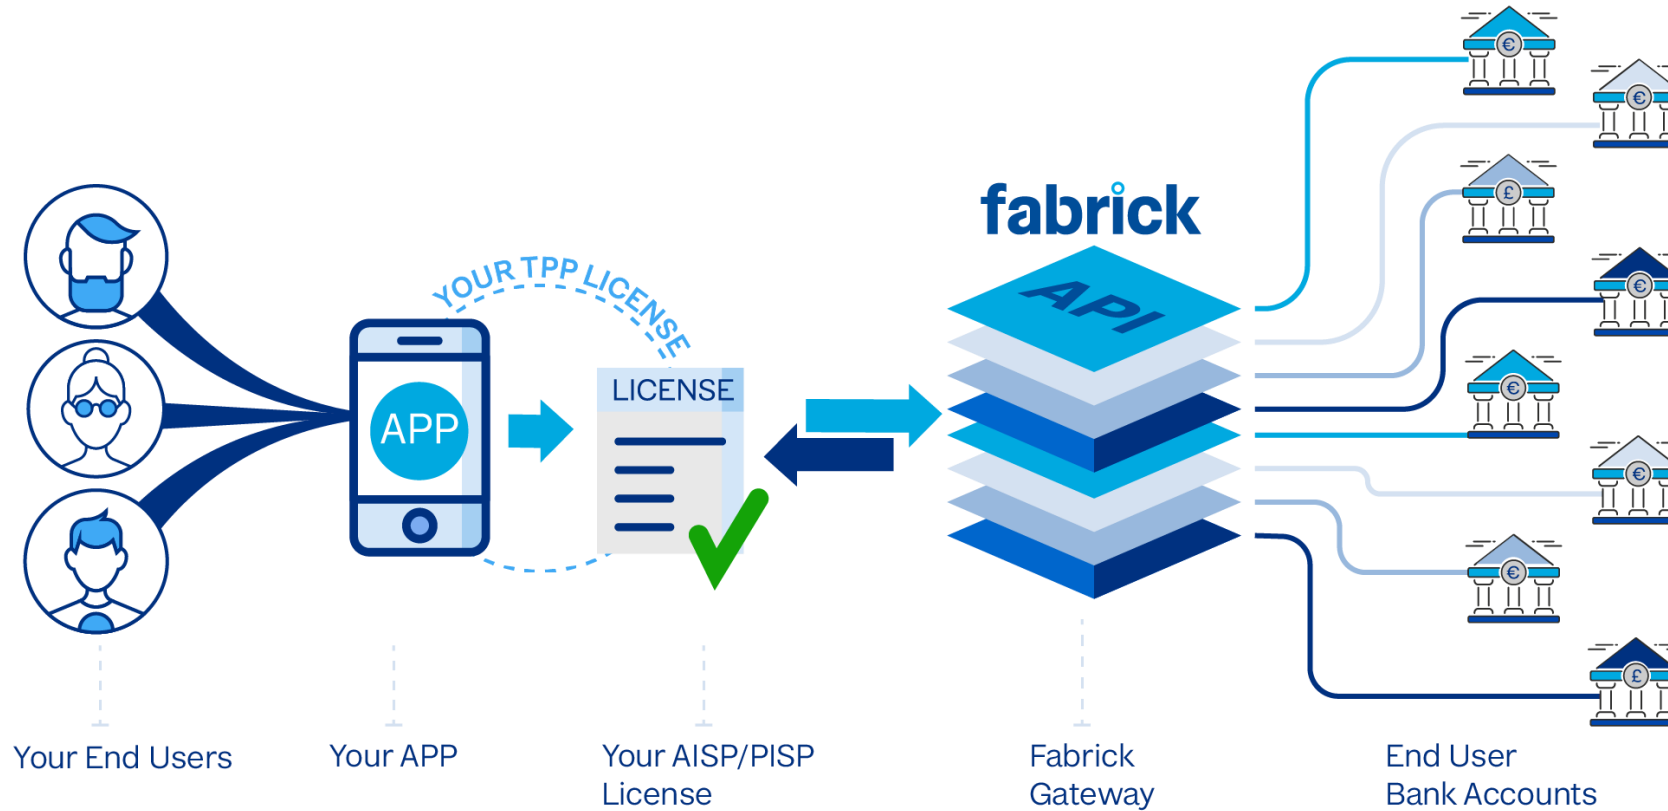 fabrick
API
YOUR TPP LICENSE
LICENSE
APP
€
€
£
€
€
€
€
£
Your End Users
Your APP
Your AISP/PISP
License
Fabrick
Gateway
End User
Bank Accounts